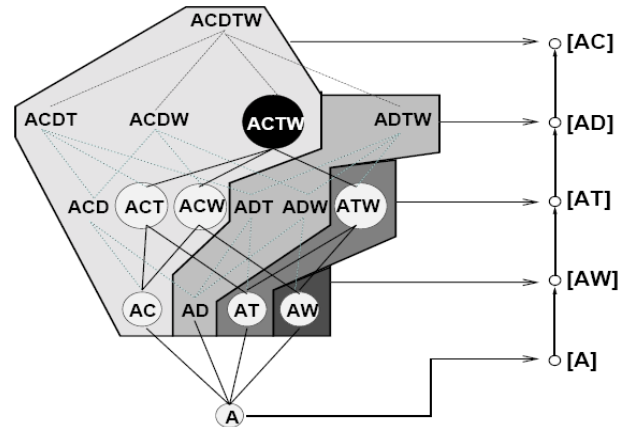 ACDTW
[AC]
ACDT ACDW ACTW ADTW
[AD]
ACD ACT ACW ADT ADW ATW
[AT]
[AW]
AC AD AT AW
[A]
A